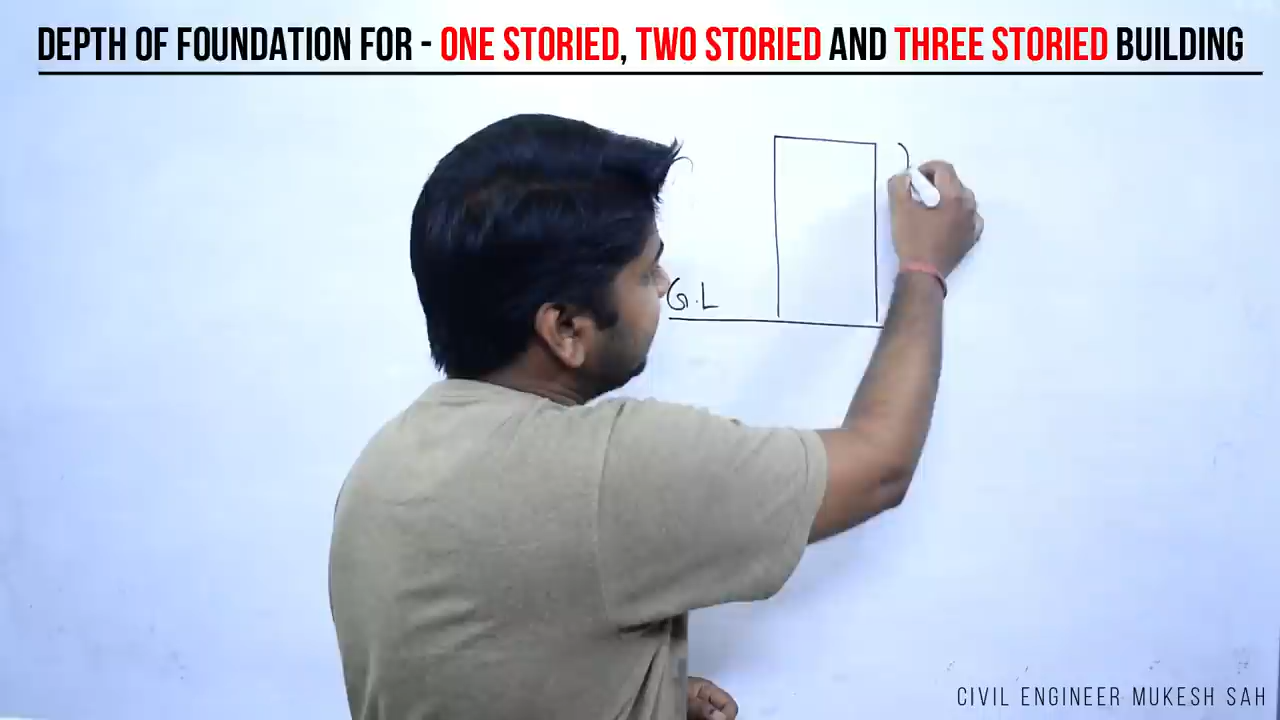 DEPTH OF FOUNDATION FOR - ONE STORIED, TWO STORIED AND THREE STORIED BUILDING
G.L
CIVIL ENGINEER MUKESH SAH